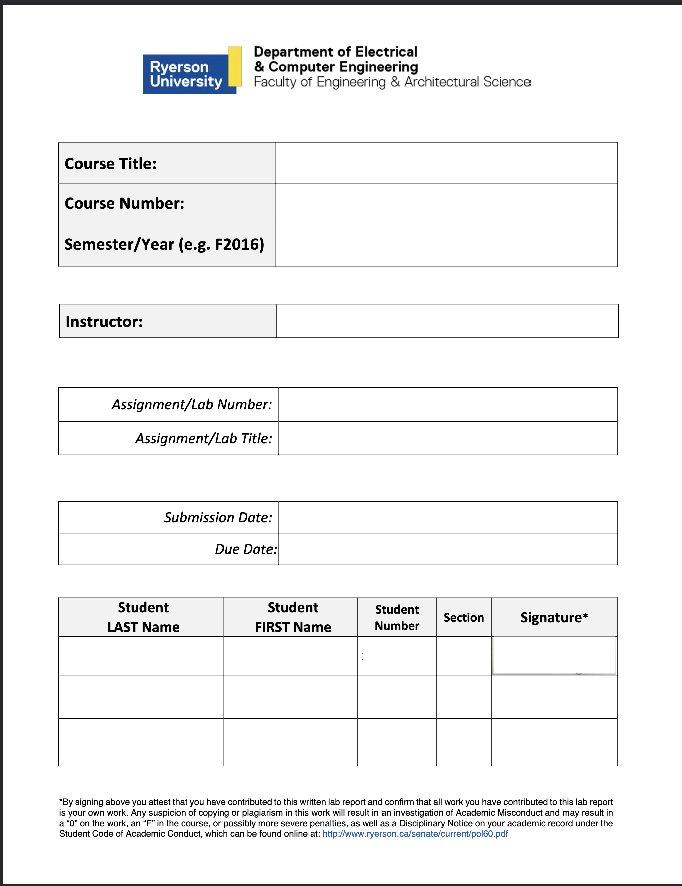 Ryerson
University
Department of Electrical
& Computer Engineering
Faculty of Engineering & Architectural Science
Course Title:
Course Number:
Semester/Year (e.g. F2016)
Instructor:
Assignment/Lab Number:
Assignment/Lab Title:
Submission Date:
Due Date:
Student
LAST Name
Student
FIRST Name
Student
Number
Section
Signature*
*By signing above you attest that you have contributed to this written lab report and confirm that all work you have contributed to this lab report
is your own work. Any suspicion of copying or plagiarism in this work will result in an investigation of Academic Misconduct and may result in
a "0" on the work, an "F" in the course, or possibly more severe penalties, as well as a Disciplinary Notice on your academic record under the
Student Code of Academic Conduct, which can be found online at: http://www.ryerson.ca/senate/current/pol60.pdf